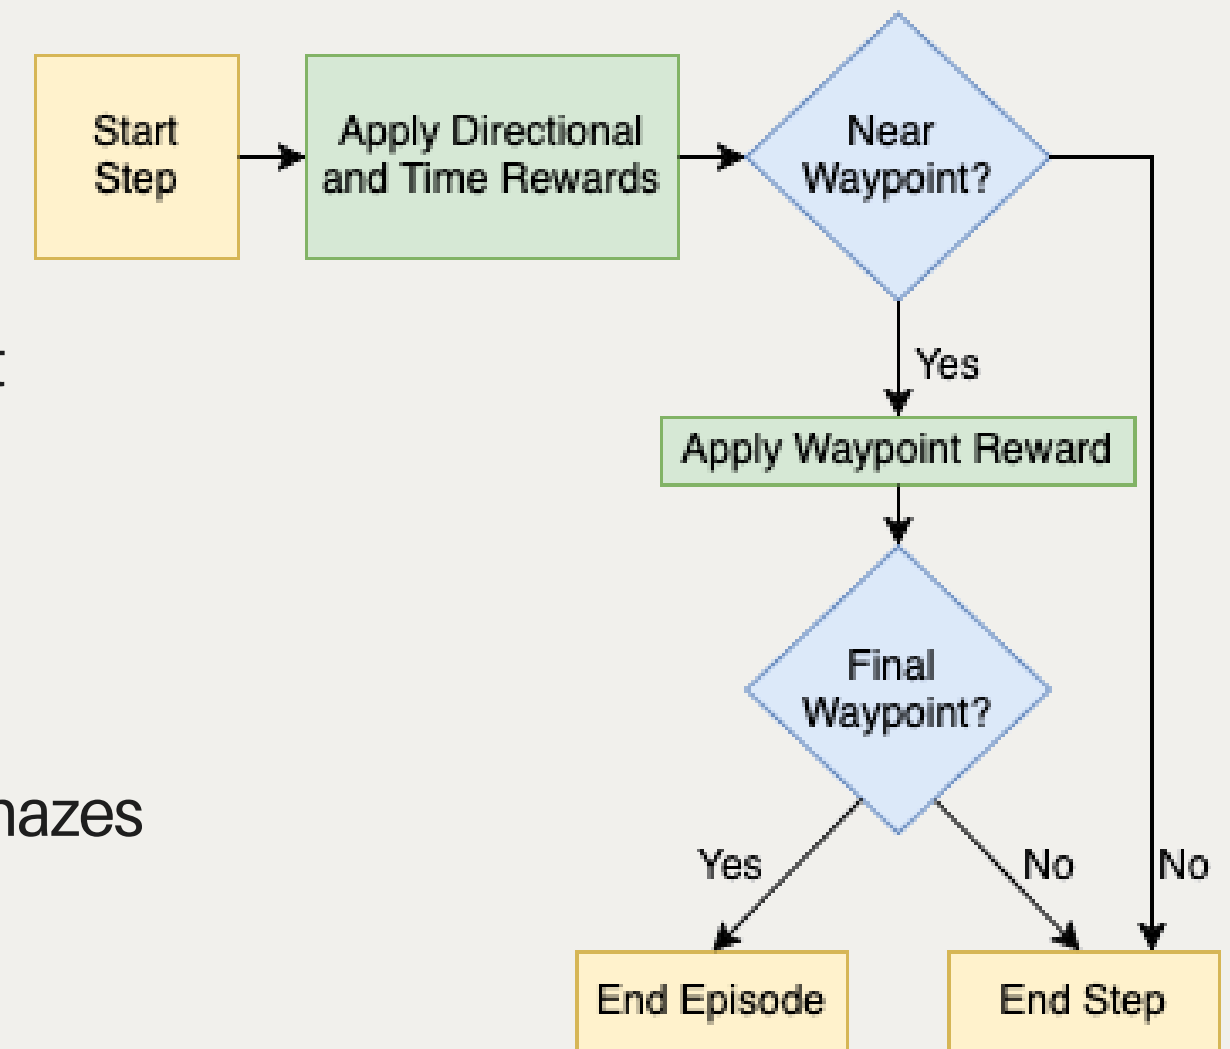 Start
Step
Apply Directional
and Time Rewards
Near
Waypoint?
Yes
Apply Waypoint Reward
Final
Waypoint?
Yes
No
No
End Episode
End Step